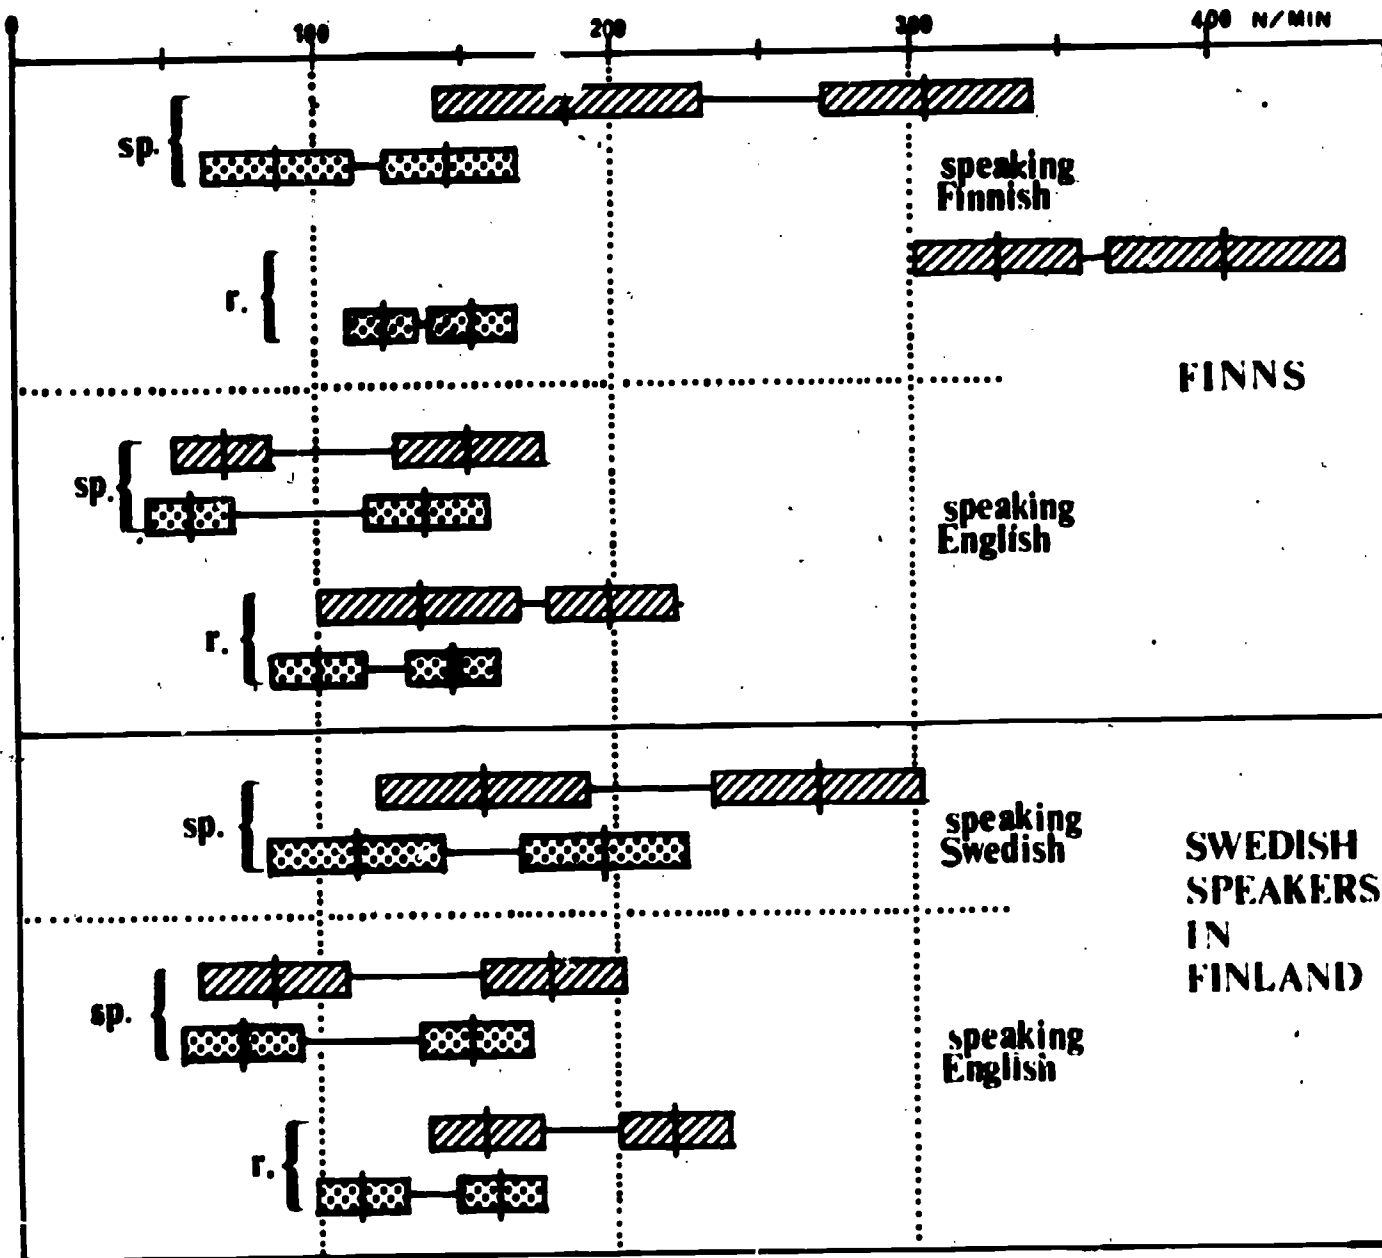 0 100 200 300 400 N/MIN
sp.
speaking
Finnish
r.
FINNS
sp.
speaking
English
r.
sp.
speaking
Swedish
SWEDISH
SPEAKERS
IN
FINLAND
sp.
speaking
English
r.